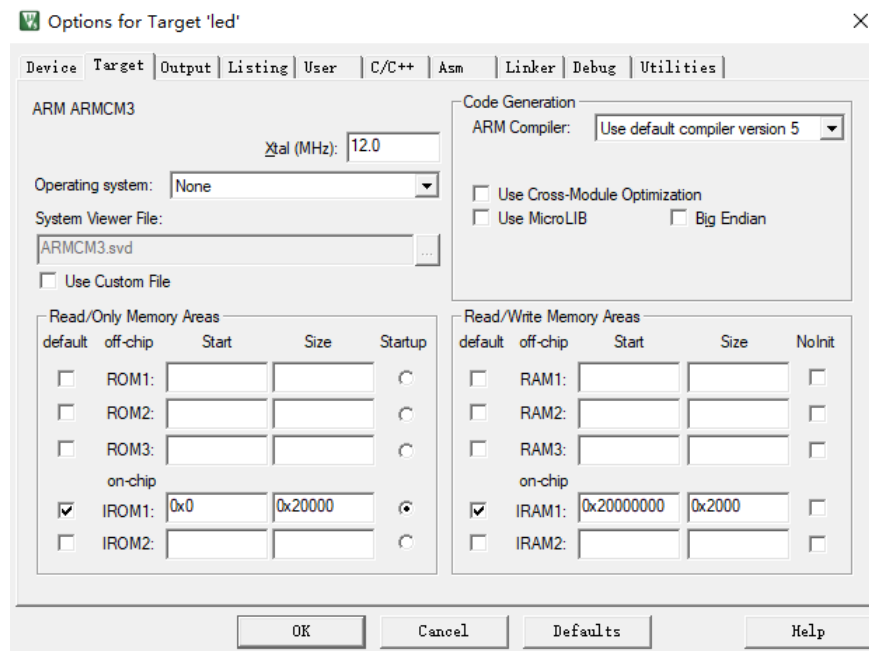 Options for Target 'led'
Device Target Output Listing User C/C++ Asm Linker Debug Utilities
ARM ARMCM3
Xtal (MHz): 12.0
Operating system: None
System Viewer File:
ARMCM3.svd ...
Use Custom File
Code Generation
ARM Compiler: Use default compiler version 5
Use Cross-Module Optimization
Use MicroLIB Big Endian
Read/Only Memory Areas
default off-chip Start Size Startup
ROM1:
ROM2:
ROM3:
on-chip
IROM1: 0x0 0x20000
IROM2:
Read/Write Memory Areas
default off-chip Start Size NoInit
RAM1:
RAM2:
RAM3:
on-chip
IRAM1: 0x20000000 0x2000
IRAM2:
OK Cancel Defaults Help